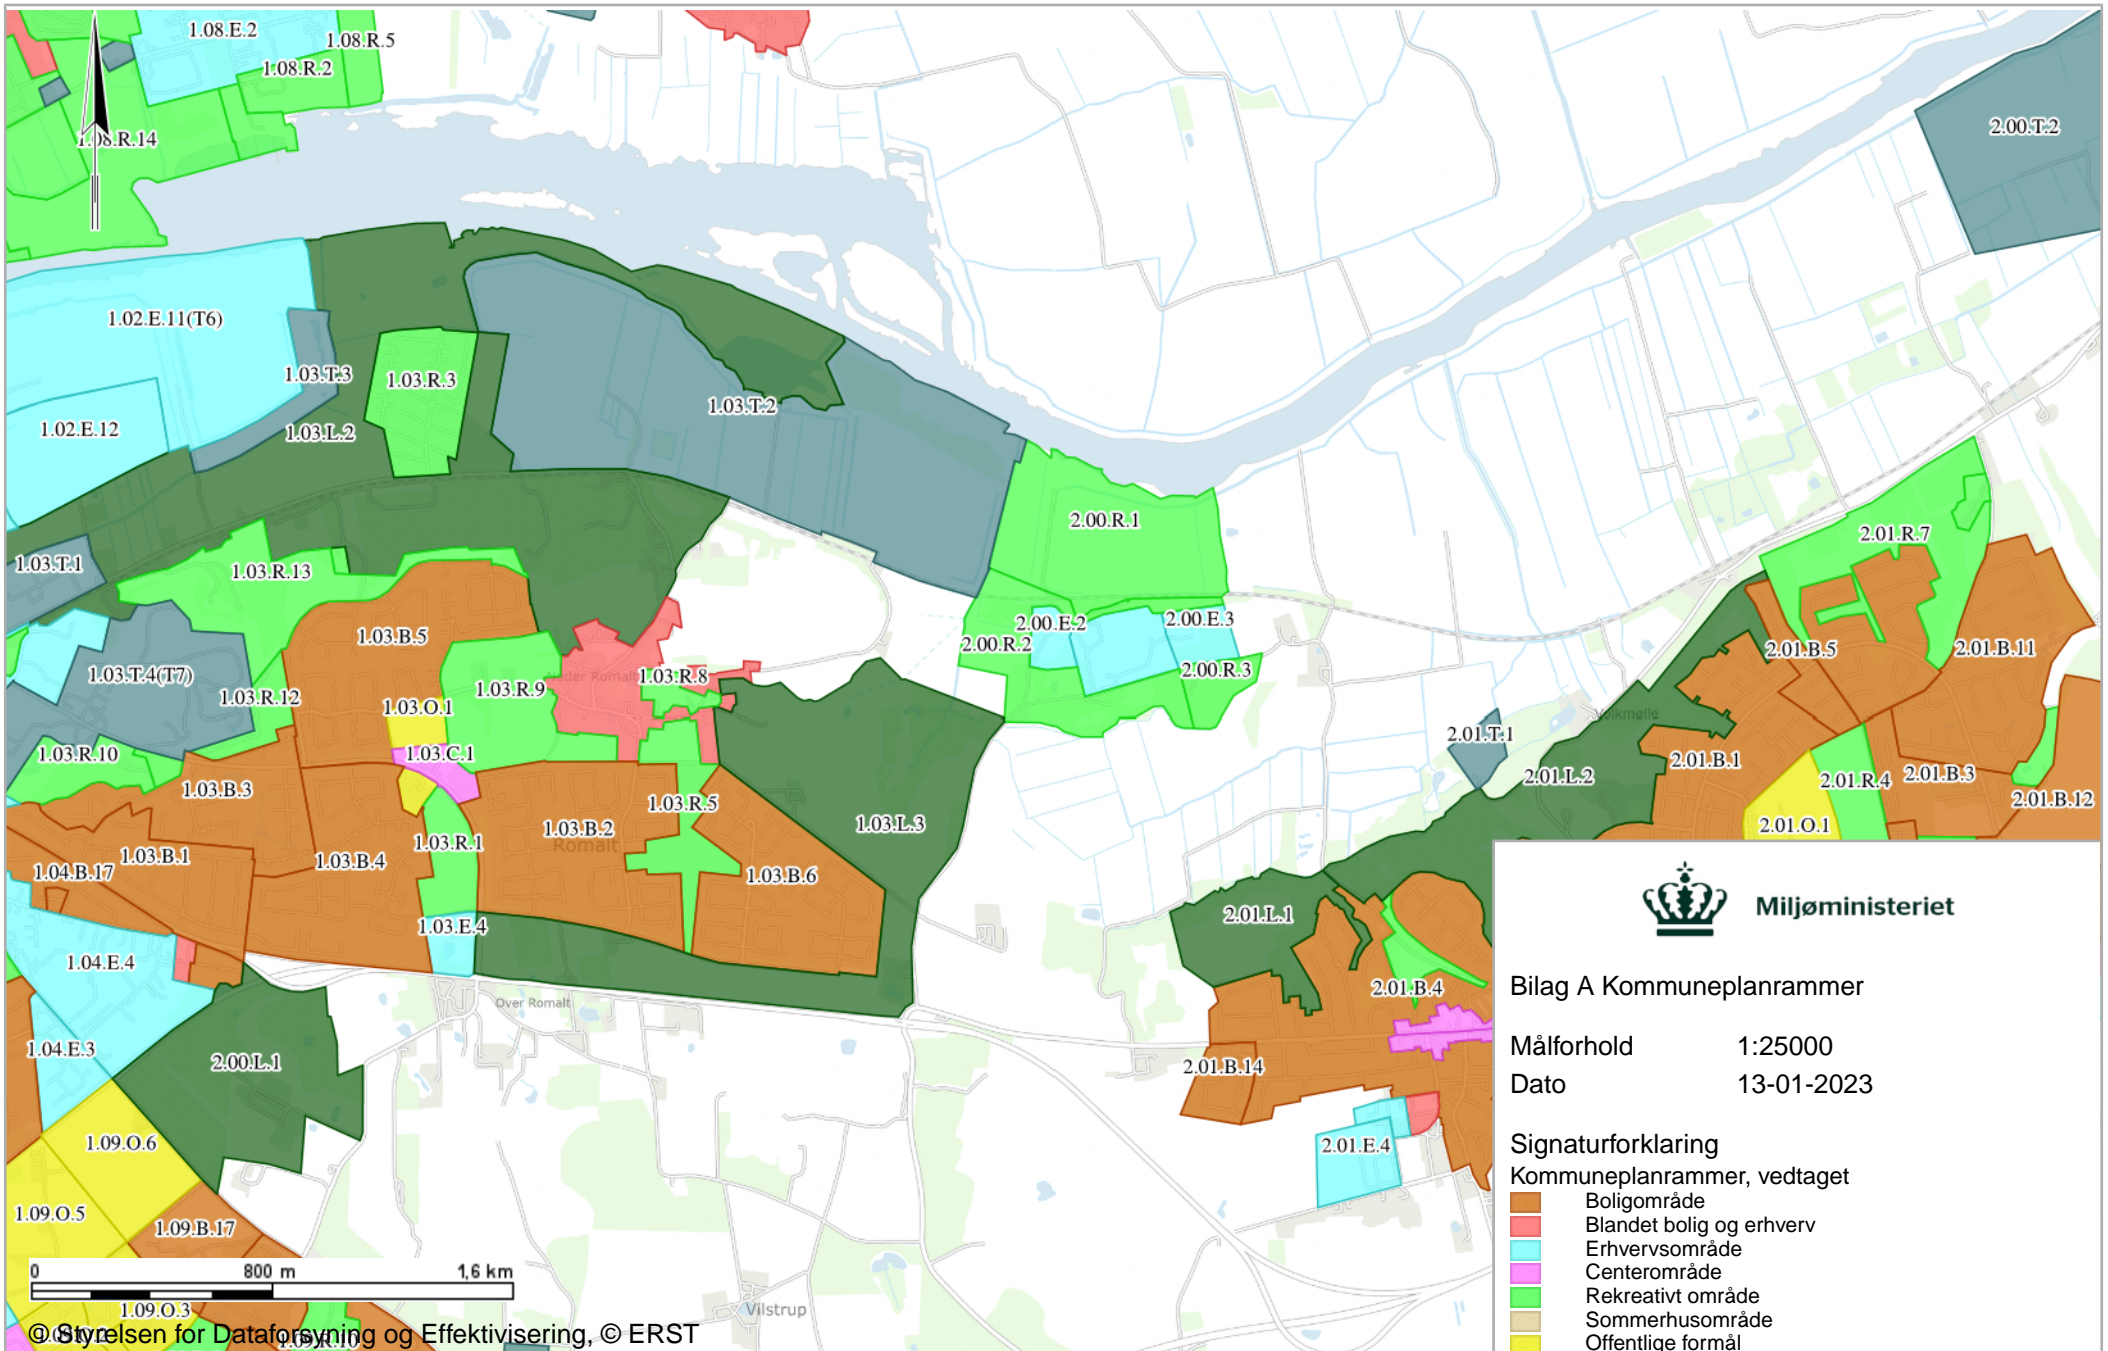 1.08.E.2
1.08.R.5
1.08.R.2
1.08.R.14
2.00.T.2
1.02.E.11(T6)
1.03.T.3
1.03.R.3
1.03.T.2
1.02.E.12
1.03.L.2
2.00.R.1
2.01.R.7
1.03.T.1
1.03.R.13
1.03.B.5
2.00.E.2
2.00.E.3
2.00.R.2
2.01.B.5
2.01.B.11
1.03.T.4(T7)
1.03.R.12
1.03.R.9
Neder Romalt
1.03.R.8
2.00.R.3
1.03.O.1
Volkmølle
2.01.T.1
1.03.R.10
1.03.C.1
2.01.L.2
2.01.B.1
2.01.R.4
2.01.B.3
2.01.B.12
1.03.B.3
1.03.R.5
1.03.B.2
Romalt
1.03.L.3
2.01.O.1
1.03.R.1
1.04.B.17
1.03.B.1
1.03.B.4
1.03.B.6
1.03.E.4
2.01.L.1
1.04.E.4
2.01.B.4
Over Romalt
1.04.E.3
2.00.L.1
2.01.B.14
1.09.O.6
2.01.E.4
1.09.O.5
1.09.B.17
Vilstrup
1.09.O.3
1.09.R.10
0 800 m 1,6 km
© Styrelsen for Dataforsyning og Effektivisering, © ERST
Miljøministeriet
Bilag A Kommuneplanrammer
Målforhold 1:25000
Dato 13-01-2023
Signaturforklaring
Kommuneplanrammer, vedtaget
Boligområde
Blandet bolig og erhverv
Erhvervsområde
Centerområde
Rekreativt område
Sommerhusområde
Offentlige formål